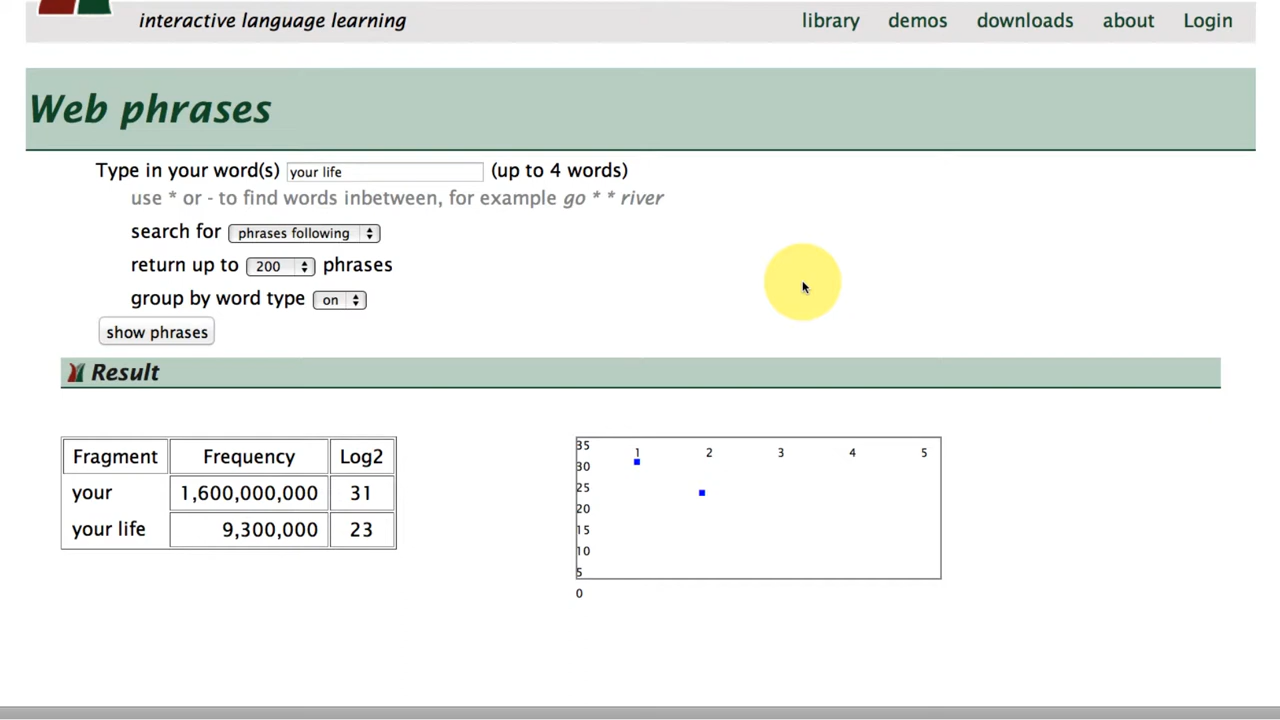 interactive language learning library demos downloads about Login
Web phrases
Type in your word(s) your life (up to 4 words)
use * or - to find words inbetween, for example go * * river
search for phrases following
return up to 200 phrases
group by word type on
show phrases
Result
Fragment Frequency Log2
your 1,600,000,000 31
your life 9,300,000 23
35
1 2 3 4 5
30
25
20
15
10
5
0